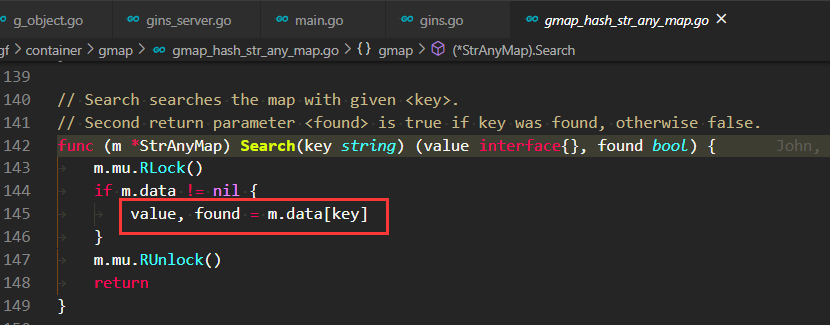 g_object.go gins_server.go main.go gins.go gmap_hash_str_any_map.go
gf > container > gmap > gmap_hash_str_any_map.go > {} gmap > (*StrAnyMap).Search
139
140 // Search searches the map with given <key>.
141 // Second return parameter <found> is true if key was found, otherwise false.
142 func (m *StrAnyMap) Search(key string) (value interface{}, found bool) { John,
143 m.mu.RLock()
144 if m.data != nil {
145 value, found = m.data[key]
146 }
147 m.mu.RUnlock()
148 return
149 }